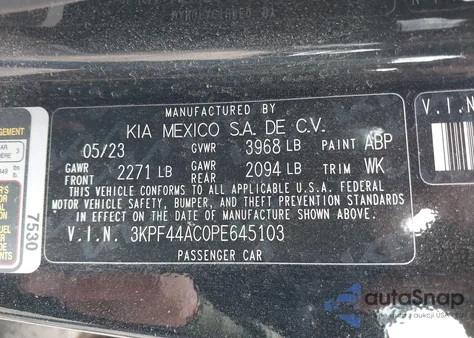 MANUFACTURED BY
KIA MEXICO S.A. DE C.V.
05/23 GVWR 3968 LB PAINT ABP
GAWR FRONT 2271 LB GAWR REAR 2094 LB TRIM WK
THIS VEHICLE CONFORMS TO ALL APPLICABLE U.S.A. FEDERAL
MOTOR VEHICLE SAFETY, BUMPER, AND THEFT PREVENTION STANDARDS
IN EFFECT ON THE DATE OF MANUFACTURE SHOWN ABOVE.
V.I.N. 3KPF44AC0PE645103
PASSENGER CAR
7530
V.I.N
autoSnap